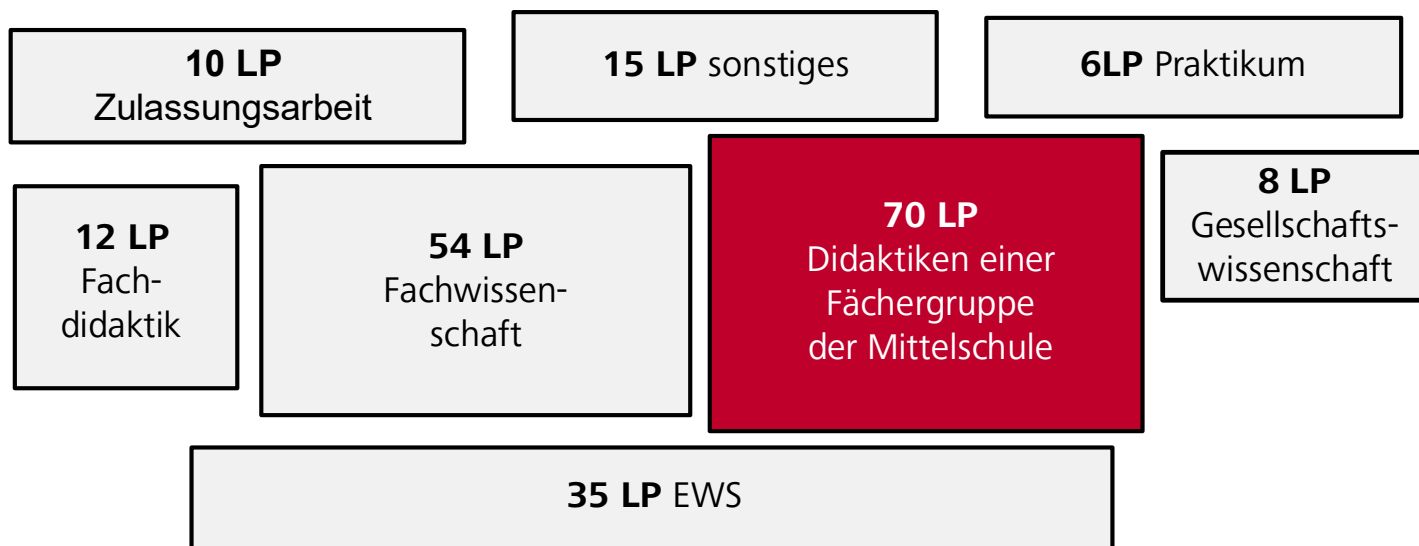 10 LP
Zulassungsarbeit
15 LP sonstiges
6LP Praktikum
12 LP
Fach-
didaktik
54 LP
Fachwissen-
schaft
70 LP
Didaktiken einer
Fächergruppe
der Mittelschule
8 LP
Gesellschafts-
wissenschaft
35 LP EWS